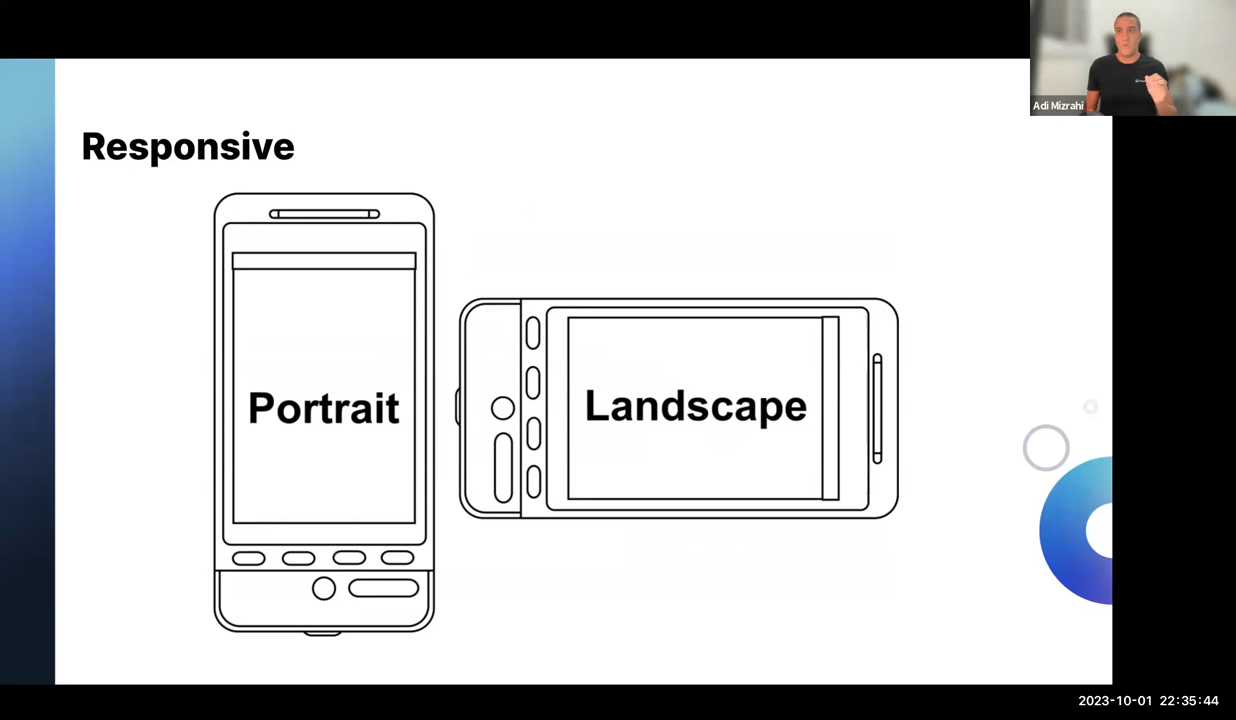 Adi Mizrahi
Responsive
Portrait
Landscape
2023-10-01 22:35:44